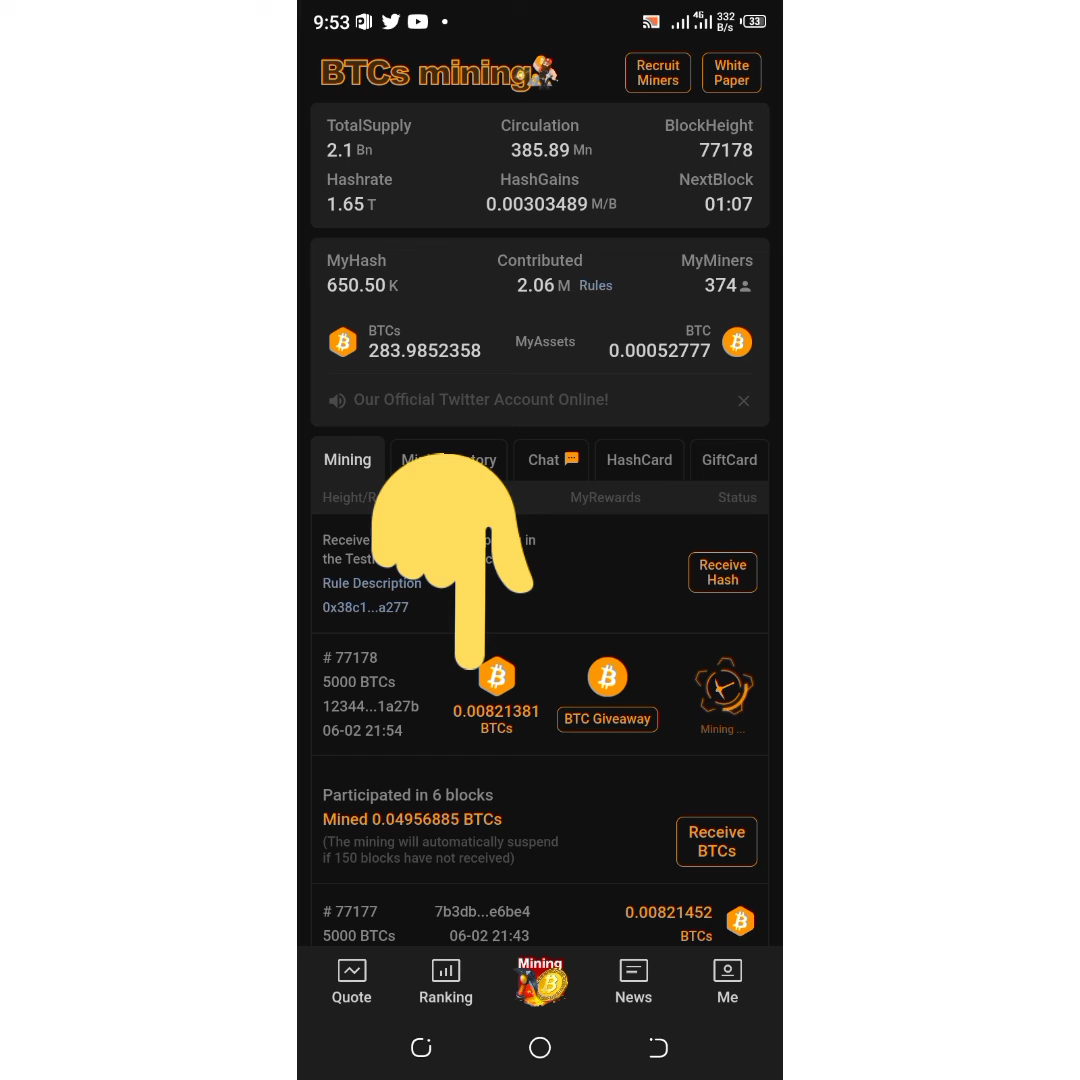 9:53 4G 332 B/s 33
BTCs mining
Recruit Miners
White Paper
TotalSupply Circulation BlockHeight
2.1 Bn 385.89 Mn 77178
Hashrate HashGains NextBlock
1.65 T 0.00303489 M/B 01:07
MyHash Contributed MyMiners
650.50 K 2.06 M Rules 374
BTCs MyAssets BTC
283.9852358 0.00052777
Our Official Twitter Account Online!
Mining Chat HashCard GiftCard
MyRewards Status
Receive in
the
Rule Description
0x38c1...a277
Receive Hash
# 77178
5000 BTCs
12344...1a27b
06-02 21:54
0.00821381
BTCs
BTC Giveaway
Mining ...
Participated in 6 blocks
Mined 0.04956885 BTCs
(The mining will automatically suspend
if 150 blocks have not received)
Receive
BTCs
# 77177 7b3db...e6be4 0.00821452
5000 BTCs 06-02 21:43 BTCs
Mining
Quote Ranking News Me